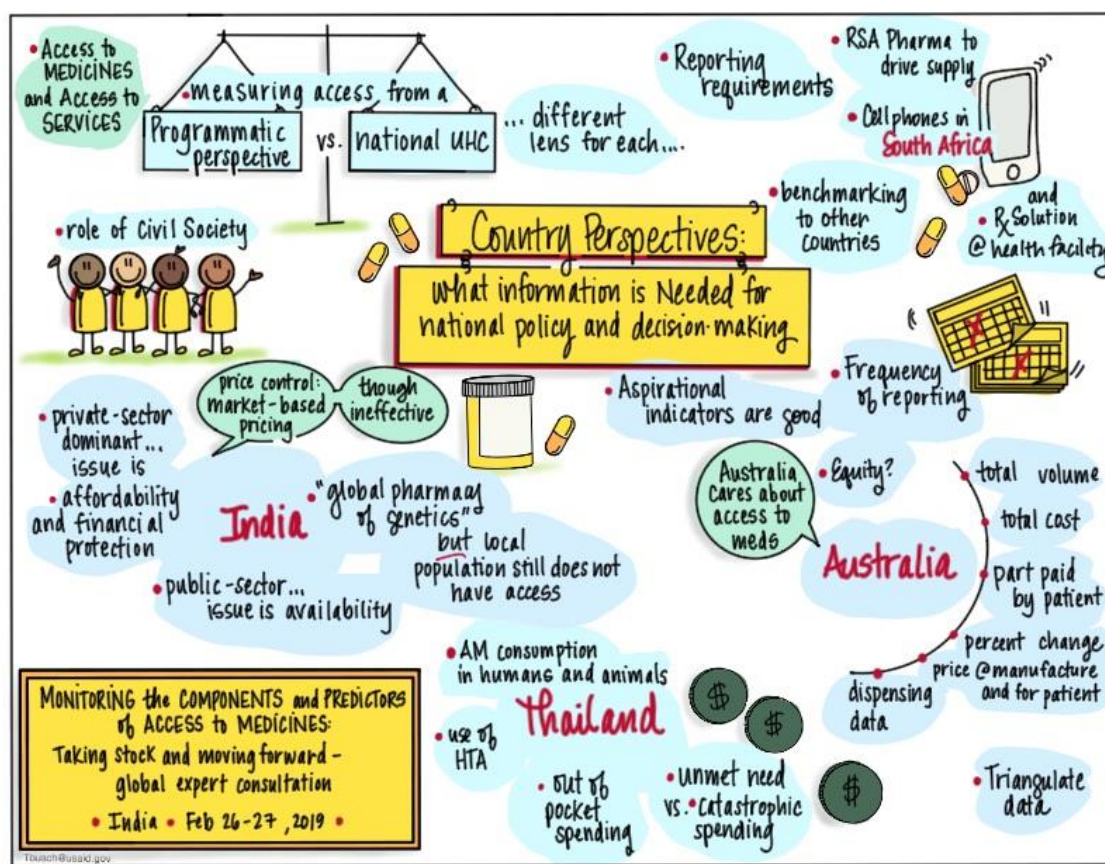 • Access to
MEDICINES
and Access to
SERVICES
• measuring access from a
Programmatic
perspective
vs.
national UHC
... different
lens for each...
• Reporting
requirements
• RSA Pharma to
drive supply
• Cellphones in
South Africa
and
• Rx Solution
@ health facility
• benchmarking
to other
countries
• role of Civil Society
Country Perspectives:
what information is Needed for
national policy and decision-making
price control:
market-based
pricing
though
ineffective
• private-sector
dominant...
issue is
• affordability
and financial
protection
India
• "global pharmacy
of genetics"
but local
population still does not
have access
• public-sector...
issue is availability
• Aspirational
indicators are good
• Frequency
of reporting
Australia
cares about
access to
meds
• Equity?
Australia
• total volume
• total cost
• part paid
by patient
• percent change
price @ manufacture
and for patient
• dispensing
data
• Triangulate
data
• AM consumption
in humans and animals
Thailand
• use of
HTA
• out of
pocket
spending
• unmet need
vs. • catastrophic
spending
$
$
$
MONITORING the COMPONENTS and PREDICTORS
of ACCESS to MEDICINES:
Taking stock and moving forward -
global expert consultation
• India • Feb 26-27, 2019 •
Tbusch@usaid.gov